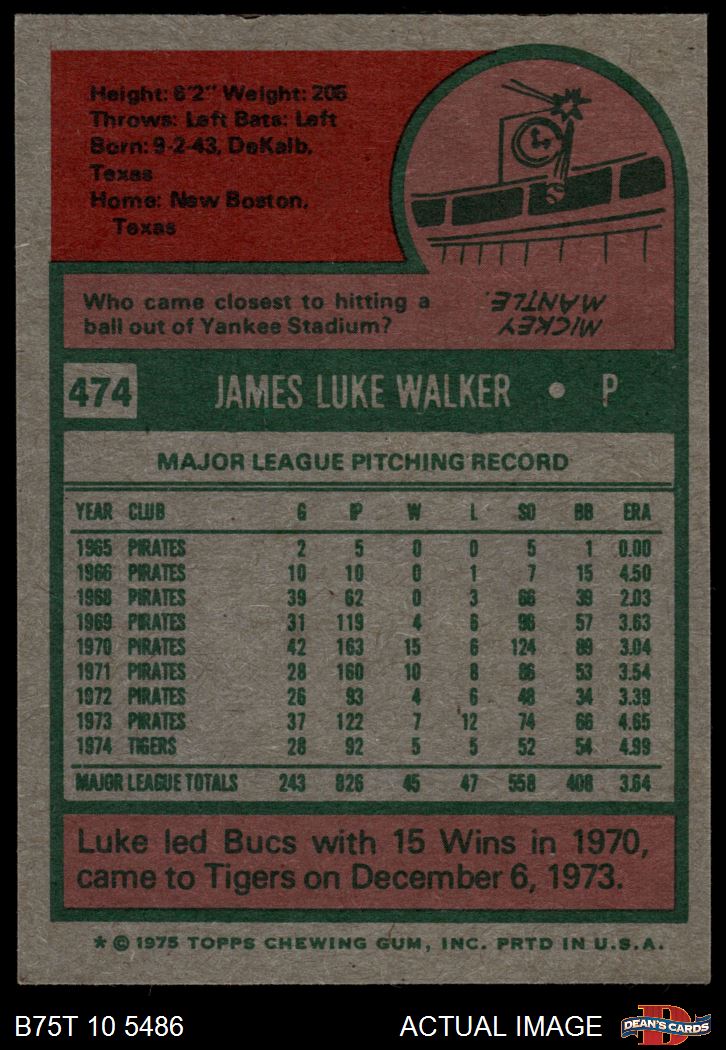 Height: 6'2" Weight: 205
Throws: Left Bats: Left
Born: 9-2-43, DeKalb,
Texas
Home: New Boston,
Texas
Who came closest to hitting a
ball out of Yankee Stadium?
MICKEY
MANTLE.
474 JAMES LUKE WALKER • P
MAJOR LEAGUE PITCHING RECORD
YEAR CLUB G IP W L SO BB ERA
1965 PIRATES 2 5 0 0 5 1 0.00
1966 PIRATES 10 10 0 1 7 15 4.50
1968 PIRATES 39 62 0 3 66 39 2.03
1969 PIRATES 31 119 4 6 96 57 3.63
1970 PIRATES 42 163 15 6 124 89 3.04
1971 PIRATES 28 160 10 8 86 53 3.54
1972 PIRATES 26 93 4 6 48 34 3.39
1973 PIRATES 37 122 7 12 74 66 4.65
1974 TIGERS 28 92 5 5 52 54 4.99
MAJOR LEAGUE TOTALS 243 826 45 47 558 408 3.64
Luke led Bucs with 15 Wins in 1970,
came to Tigers on December 6, 1973.
* © 1975 TOPPS CHEWING GUM, INC. PRTD IN U.S.A.
B75T 10 5486 ACTUAL IMAGE DEAN'S CARDS